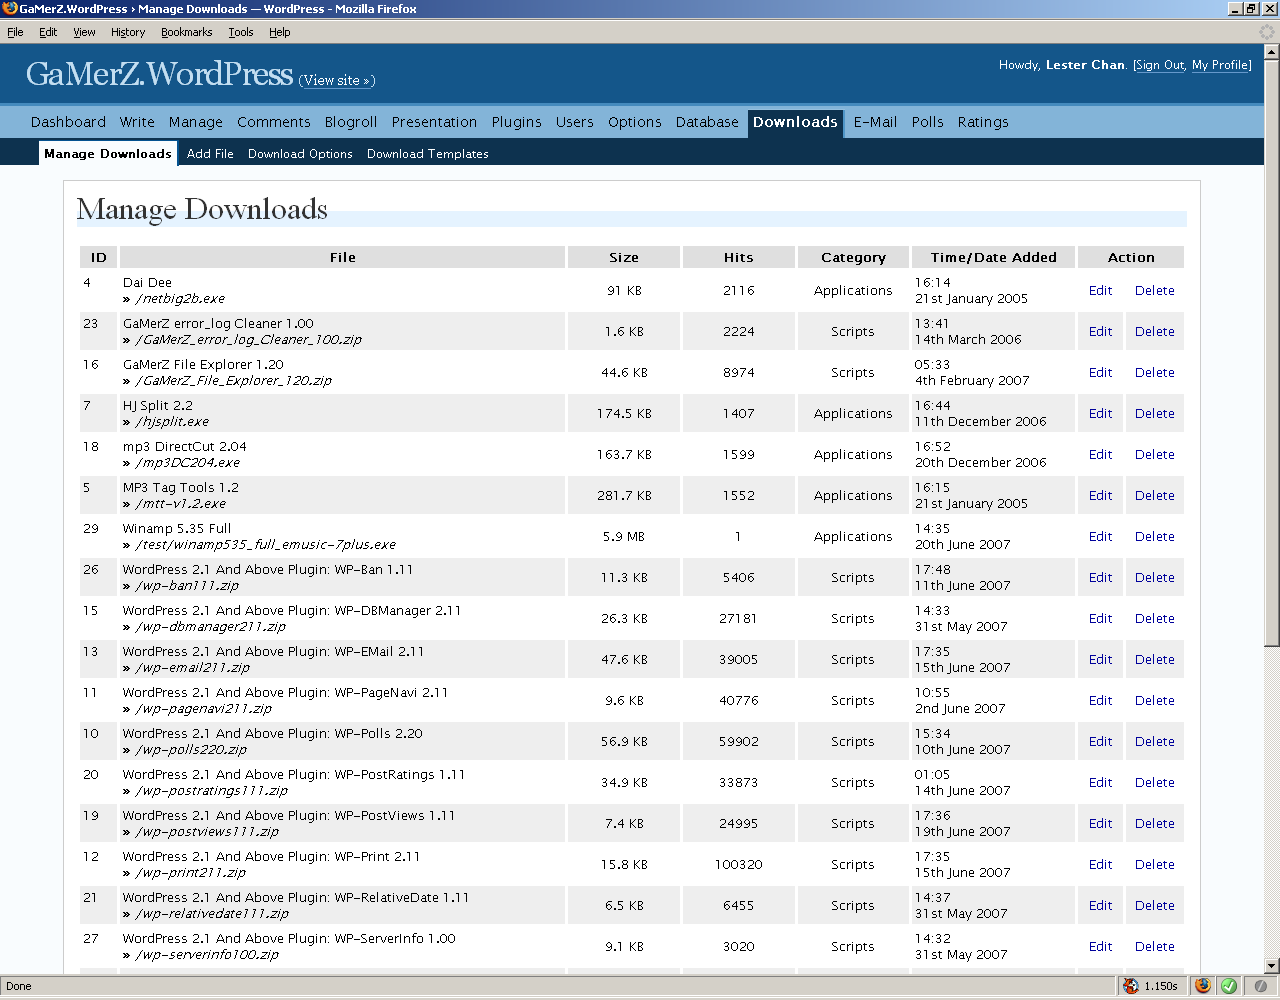 GaMerZ.WordPress › Manage Downloads — WordPress - Mozilla Firefox
File Edit View History Bookmarks Tools Help
GaMerZ.WordPress (View site »)
Howdy, Lester Chan. [Sign Out, My Profile]
Dashboard Write Manage Comments Blogroll Presentation Plugins Users Options Database Downloads E-Mail Polls Ratings
Manage Downloads Add File Download Options Download Templates
Manage Downloads
ID File Size Hits Category Time/Date Added Action
4 Dai Dee 91 KB 2116 Applications 16:14 Edit Delete
» /netbig2b.exe 21st January 2005
23 GaMerZ error_log Cleaner 1.00 1.6 KB 2224 Scripts 13:41 Edit Delete
» /GaMerZ_error_log_Cleaner_100.zip 14th March 2006
16 GaMerZ File Explorer 1.20 44.6 KB 8974 Scripts 05:33 Edit Delete
» /GaMerZ_File_Explorer_120.zip 4th February 2007
7 HJ Split 2.2 174.5 KB 1407 Applications 16:44 Edit Delete
» /hjsplit.exe 11th December 2006
18 mp3 DirectCut 2.04 163.7 KB 1599 Applications 16:52 Edit Delete
» /mp3DC204.exe 20th December 2006
5 MP3 Tag Tools 1.2 281.7 KB 1552 Applications 16:15 Edit Delete
» /mtt-v1.2.exe 21st January 2005
29 Winamp 5.35 Full 5.9 MB 1 Applications 14:35 Edit Delete
» /test/winamp535_full_emusic-7plus.exe 20th June 2007
26 WordPress 2.1 And Above Plugin: WP-Ban 1.11 11.3 KB 5406 Scripts 17:48 Edit Delete
» /wp-ban111.zip 11th June 2007
15 WordPress 2.1 And Above Plugin: WP-DBManager 2.11 26.3 KB 27181 Scripts 14:33 Edit Delete
» /wp-dbmanager211.zip 31st May 2007
13 WordPress 2.1 And Above Plugin: WP-EMail 2.11 47.6 KB 39005 Scripts 17:35 Edit Delete
» /wp-email211.zip 15th June 2007
11 WordPress 2.1 And Above Plugin: WP-PageNavi 2.11 9.6 KB 40776 Scripts 10:55 Edit Delete
» /wp-pagenavi211.zip 2nd June 2007
10 WordPress 2.1 And Above Plugin: WP-Polls 2.20 56.9 KB 59902 Scripts 15:34 Edit Delete
» /wp-polls220.zip 10th June 2007
20 WordPress 2.1 And Above Plugin: WP-PostRatings 1.11 34.9 KB 33873 Scripts 01:05 Edit Delete
» /wp-postratings111.zip 14th June 2007
19 WordPress 2.1 And Above Plugin: WP-PostViews 1.11 7.4 KB 24995 Scripts 17:36 Edit Delete
» /wp-postviews111.zip 19th June 2007
12 WordPress 2.1 And Above Plugin: WP-Print 2.11 15.8 KB 100320 Scripts 17:35 Edit Delete
» /wp-print211.zip 15th June 2007
21 WordPress 2.1 And Above Plugin: WP-RelativeDate 1.11 6.5 KB 6455 Scripts 14:37 Edit Delete
» /wp-relativedate111.zip 31st May 2007
27 WordPress 2.1 And Above Plugin: WP-ServerInfo 1.00 9.1 KB 3020 Scripts 14:32 Edit Delete
» /wp-serverinfo100.zip 31st May 2007
Done 1.150s